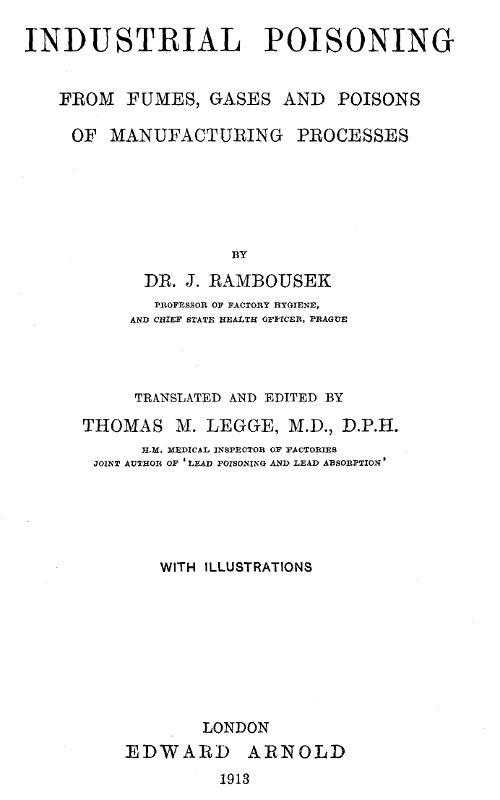 INDUSTRIAL POISONING
FROM FUMES, GASES AND POISONS
OF MANUFACTURING PROCESSES
BY
DR. J. RAMBOUSEK
PROFESSOR OF FACTORY HYGIENE,
AND CHIEF STATE HEALTH OFFICER, PRAGUE
TRANSLATED AND EDITED BY
THOMAS M. LEGGE, M.D., D.P.H.
H.M. MEDICAL INSPECTOR OF FACTORIES
JOINT AUTHOR OF 'LEAD POISONING AND LEAD ABSORPTION'
WITH ILLUSTRATIONS
LONDON
EDWARD ARNOLD
1913